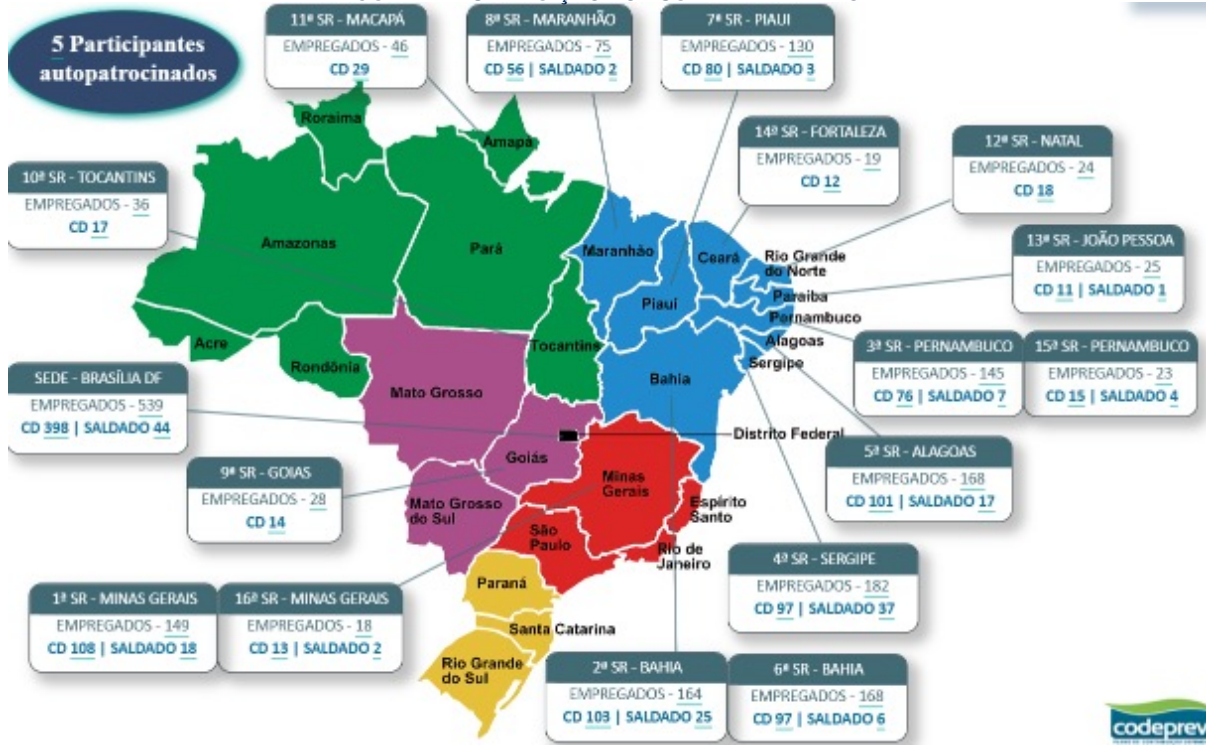 5 Participantes
autopatrocinados
11ª SR - MACAPÁ
EMPREGADOS - 46
CD 29
8ª SR - MARANHÃO
EMPREGADOS - 75
CD 56 | SALDADO 2
7ª SR - PIAUI
EMPREGADOS - 130
CD 80 | SALDADO 3
14ª SR - FORTALEZA
EMPREGADOS - 19
CD 12
12ª SR - NATAL
EMPREGADOS - 24
CD 18
10ª SR - TOCANTINS
EMPREGADOS - 36
CD 17
13ª SR - JOÃO PESSOA
EMPREGADOS - 25
CD 11 | SALDADO 1
Roraima
Amapá
Amazonas
Pará
Maranhão
Ceará
Rio Grande
do Norte
Paraiba
Piauí
Pernambuco
Acre
Rondônia
Tocantins
Alagoas
Sergipe
Bahia
Mato Grosso
3ª SR - PERNAMBUCO
EMPREGADOS - 145
CD 76 | SALDADO 7
15ª SR - PERNAMBUCO
EMPREGADOS - 23
CD 15 | SALDADO 4
SEDE - BRASÍLIA DF
EMPREGADOS - 539
CD 398 | SALDADO 44
Distrito Federal
Goiás
Minas
Gerais
5ª SR - ALAGOAS
EMPREGADOS - 168
CD 101 | SALDADO 17
9ª SR - GOIAS
EMPREGADOS - 28
CD 14
Mato Grosso
do Sul
Espírito
Santo
São
Paulo
Rio de
Janeiro
4ª SR - SERGIPE
EMPREGADOS - 182
CD 97 | SALDADO 37
Paraná
Santa Catarina
Rio Grande
do Sul
1ª SR - MINAS GERAIS
EMPREGADOS - 149
CD 108 | SALDADO 18
16ª SR - MINAS GERAIS
EMPREGADOS - 18
CD 13 | SALDADO 2
2ª SR - BAHIA
EMPREGADOS - 164
CD 103 | SALDADO 25
6ª SR - BAHIA
EMPREGADOS - 168
CD 97 | SALDADO 6
codeprev